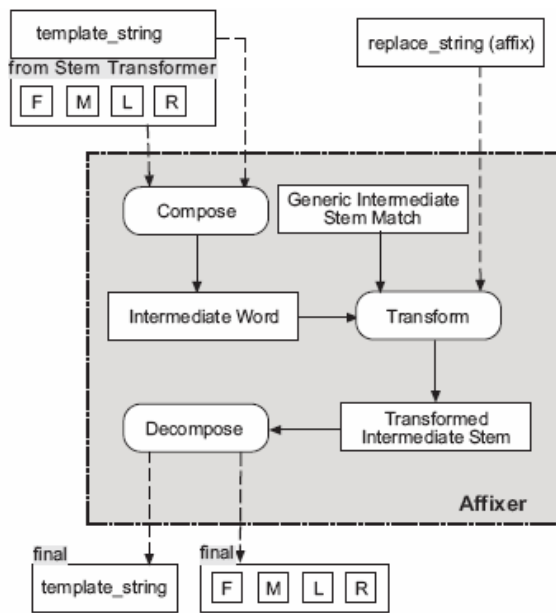 template_string
replace_string (affix)
from Stem Transformer
F M L R
Compose
Generic Intermediate
Stem Match
Intermediate Word
Transform
Decompose
Transformed
Intermediate Stem
Affixer
final
final
template_string
F M L R